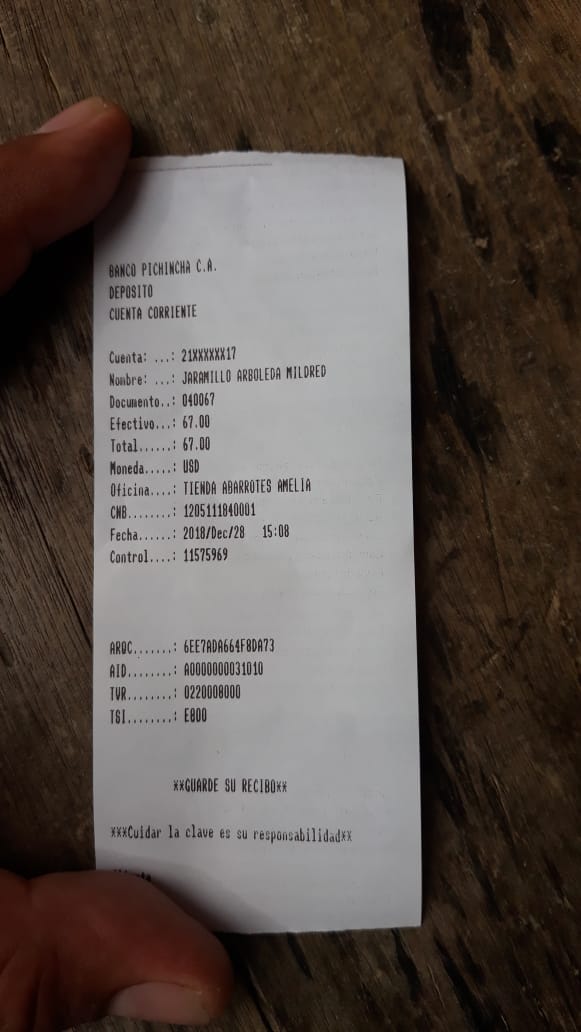 BANCO PICHINCHA C.A.
DEPOSITO
CUENTA CORRIENTE
Cuenta: ...: 21XXXXXX17
Nombre: ...: JARAMILLO ARBOLEDA MILDRED
Documento..: 040067
Efectivo...: 67.00
Total......: 67.00
Moneda.....: USD
Oficina....: TIENDA ABARROTES AMELIA
CNB........: 1205111840001
Fecha......: 2018/Dec/28 15:08
Control....: 11575969
ARQC.......: 6EE7ADA664F8DA73
AID........: A0000000031010
TVR........: 0220008000
TSI........: E800
**GUARDE SU RECIBO**
***Cuidar la clave es su responsabilidad**